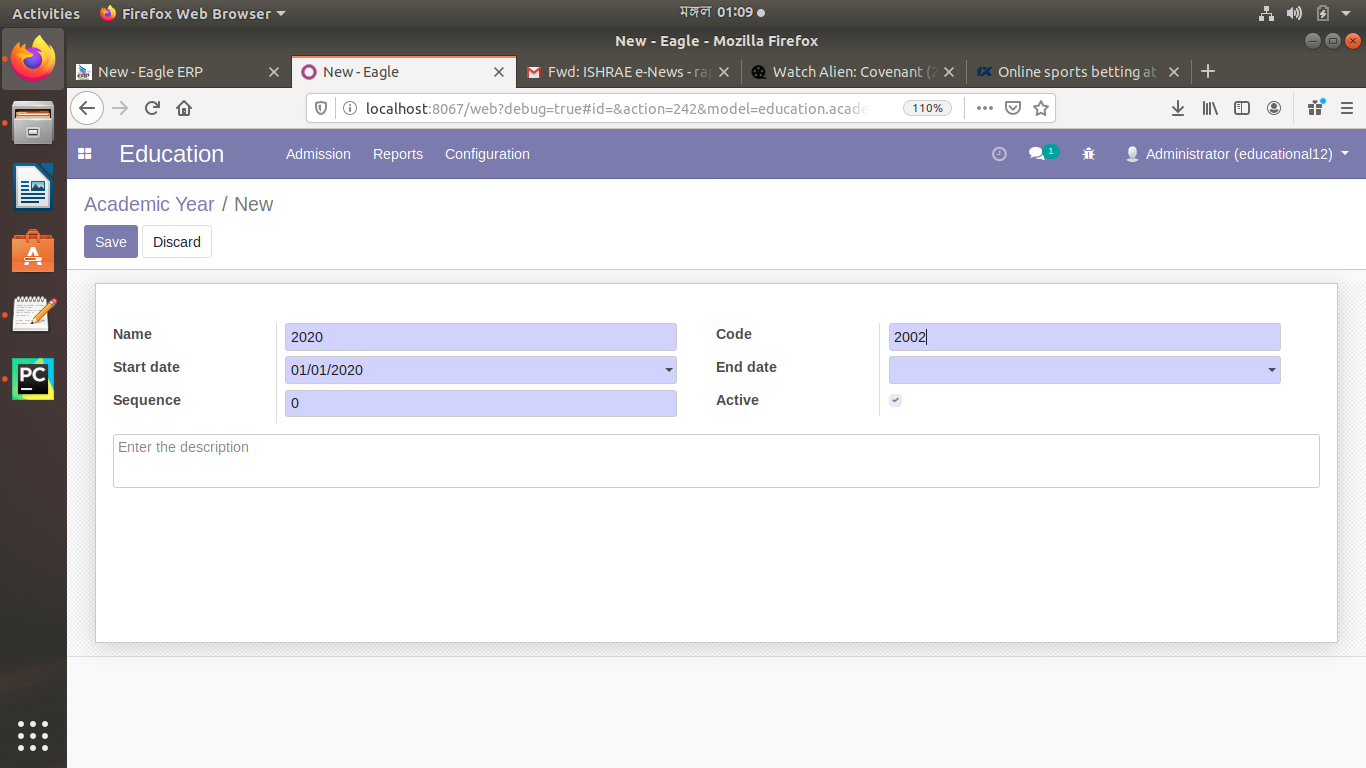 Activities Firefox Web Browser মঙ্গল 01:09
New - Eagle - Mozilla Firefox
New - Eagle ERP New - Eagle Fwd: ISHRAE e-News - ra Watch Alien: Covenant (2 Online sports betting at
localhost:8067/web?debug=true#id=&action=242&model=education.acade 110%
Education Admission Reports Configuration 1 Administrator (educational12)
Academic Year / New
Save Discard
Name 2020 Code 2002
Start date 01/01/2020 End date
Sequence 0 Active
Enter the description
PC